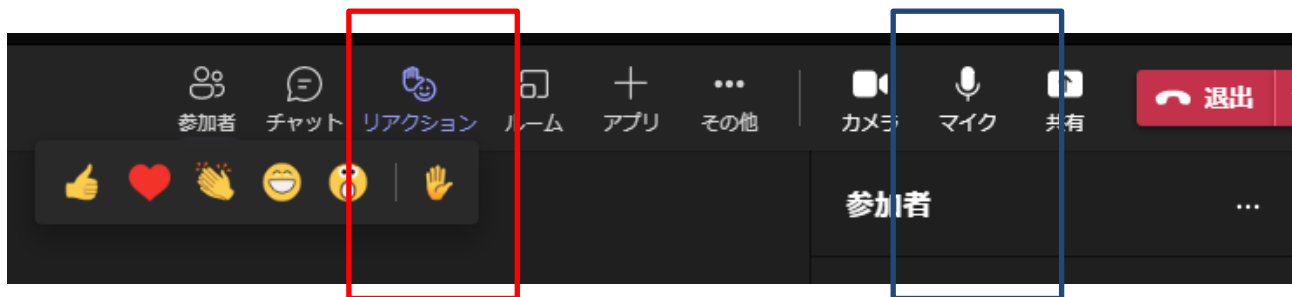 参加者 チャット リアクション ルーム アプリ その他 カメラ マイク 共有 退出
参加者